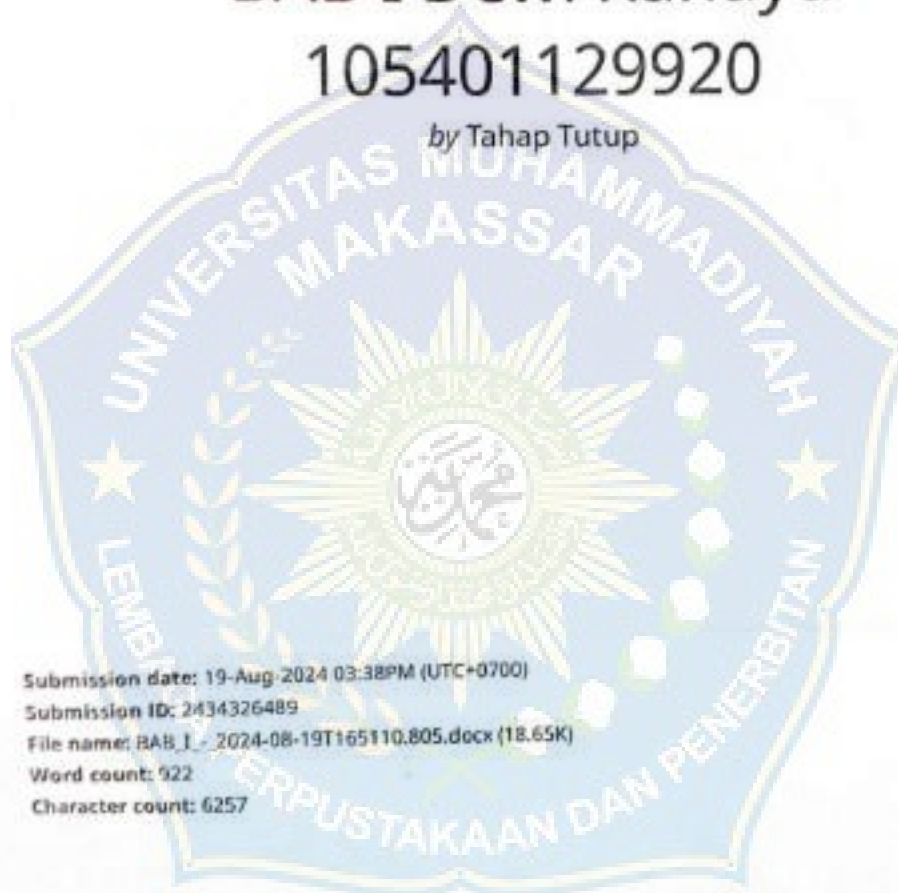 105401129920
by Tahap Tutup
UNIVERSITAS MUHAMMADIYAH
MAKASSAR
محمد
LEMBA PERPUSTAKAAN DAN PENERBITAN
Submission date: 19-Aug-2024 03:38PM (UTC+0700)
Submission ID: 2434326489
File name: BAB_I_-_2024-08-19T165110.805.docx (18.65K)
Word count: 922
Character count: 6257